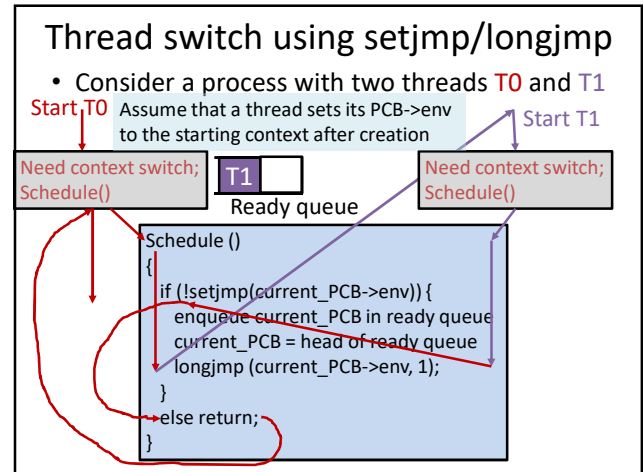 Thread switch using setjmp/longjmp
• Consider a process with two threads T0 and T1
Start T0
Assume that a thread sets its PCB->env
to the starting context after creation
Start T1
Need context switch;
Schedule()
T1
Ready queue
Need context switch;
Schedule()
Schedule ()
{
if (!setjmp(current_PCB->env)) {
enqueue current_PCB in ready queue
current_PCB = head of ready queue
longjmp (current_PCB->env, 1);
}
else return;
}